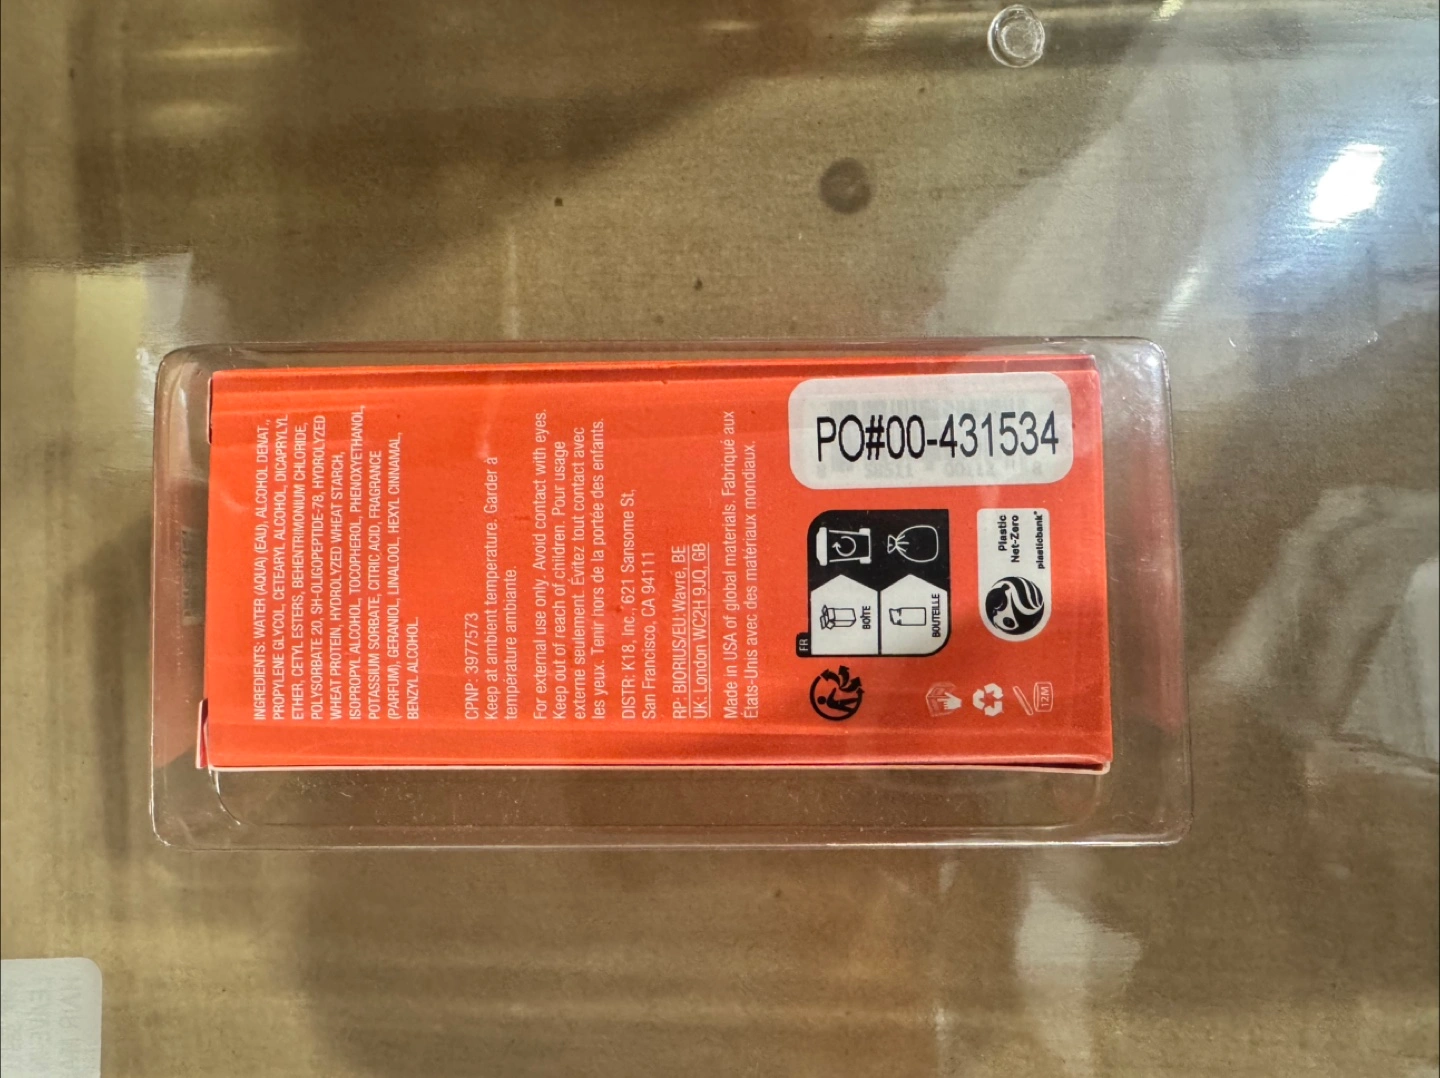 INGREDIENTS: WATER (AQUA) (EAU), ALCOHOL DENAT.,
PROPYLENE GLYCOL, CETEARYL ALCOHOL, DICAPRYLYL
ETHER, CETYL ESTERS, BEHENTRIMONIUM CHLORIDE,
POLYSORBATE 20, SH-OLIGOPEPTIDE-78, HYDROLYZED
WHEAT PROTEIN, HYDROLYZED WHEAT STARCH,
ISOPROPYL ALCOHOL, TOCOPHEROL, PHENOXYETHANOL,
POTASSIUM SORBATE, CITRIC ACID, FRAGRANCE
(PARFUM), GERANIOL, LINALOOL, HEXYL CINNAMAL,
BENZYL ALCOHOL.
CPNP: 3977573
Keep at ambient temperature. Garder à
température ambiante.
For external use only. Avoid contact with eyes.
Keep out of reach of children. Pour usage
externe seulement. Évitez tout contact avec
les yeux. Tenir hors de la portée des enfants.
DISTR: K18, Inc., 621 Sansome St,
San Francisco, CA 94111
RP: BIORIUS/EU: Wavre, BE
UK: London WC2H 9JQ, GB
Made in USA of global materials. Fabriqué aux
États-Unis avec des matériaux mondiaux.
FR
BOÎTE
BOUTEILLE
12M
Plastic
Net-Zero
plasticbank®
PO#00-431534